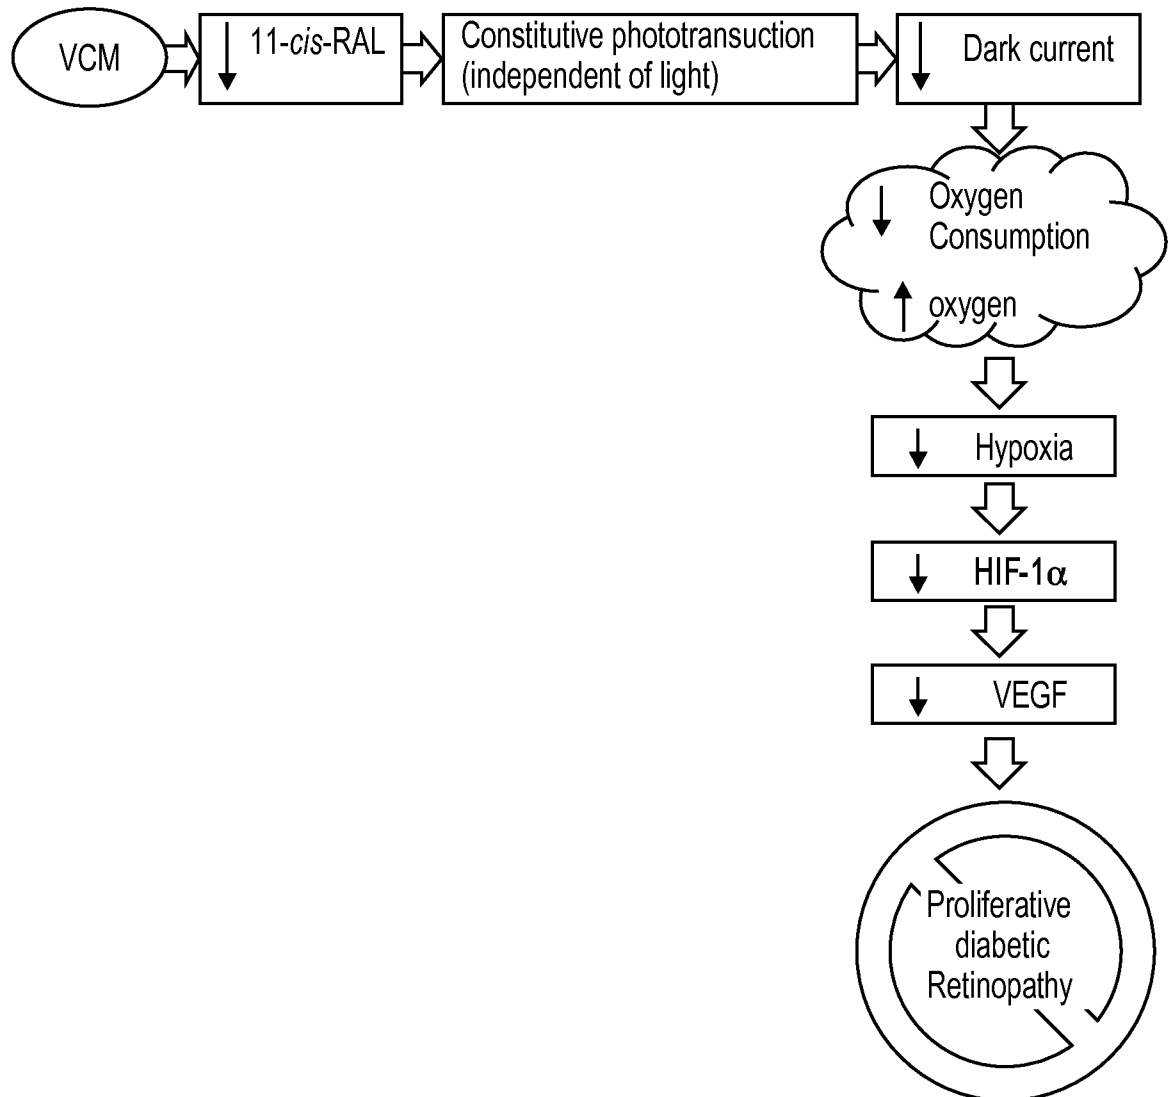 VCM
11-cis-RAL
Constitutive phototransuction
(independent of light)
Dark current
Oxygen
Consumption
oxygen
Hypoxia
HIF-1α
VEGF
Proliferative
diabetic
Retinopathy